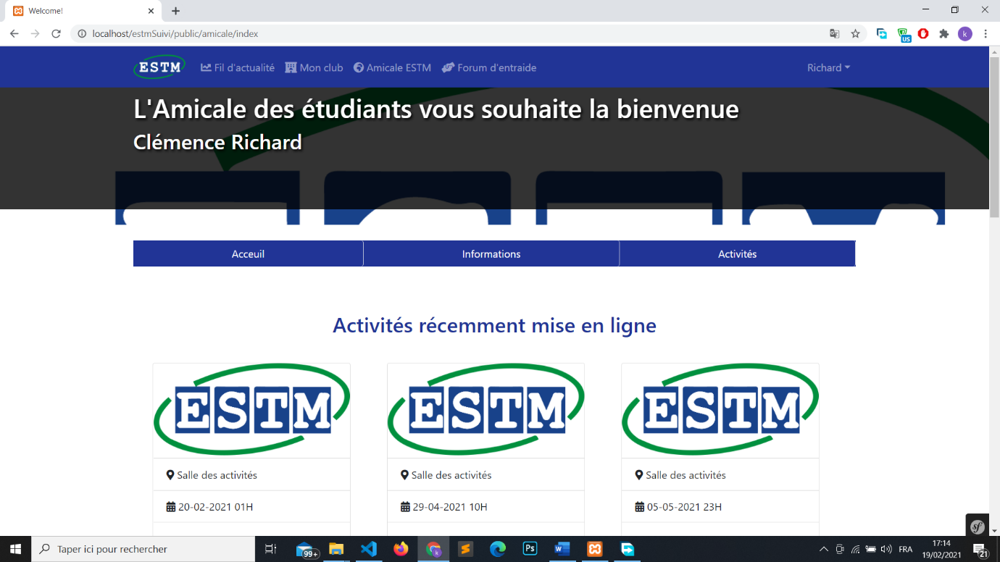 Welcome!
localhost/estmSuivi/public/amicale/index
US
k
ESTM Fil d'actualité Mon club Amicale ESTM Forum d'entraide Richard
L'Amicale des étudiants vous souhaite la bienvenue
Clémence Richard
Acceuil Informations Activités
Activités récemment mise en ligne
ESTM ESTM ESTM
Salle des activités Salle des activités Salle des activités
20-02-2021 01H 29-04-2021 10H 05-05-2021 23H
sf
Taper ici pour rechercher
99+
k
Ps
W
FRA
17:14
19/02/2021
21